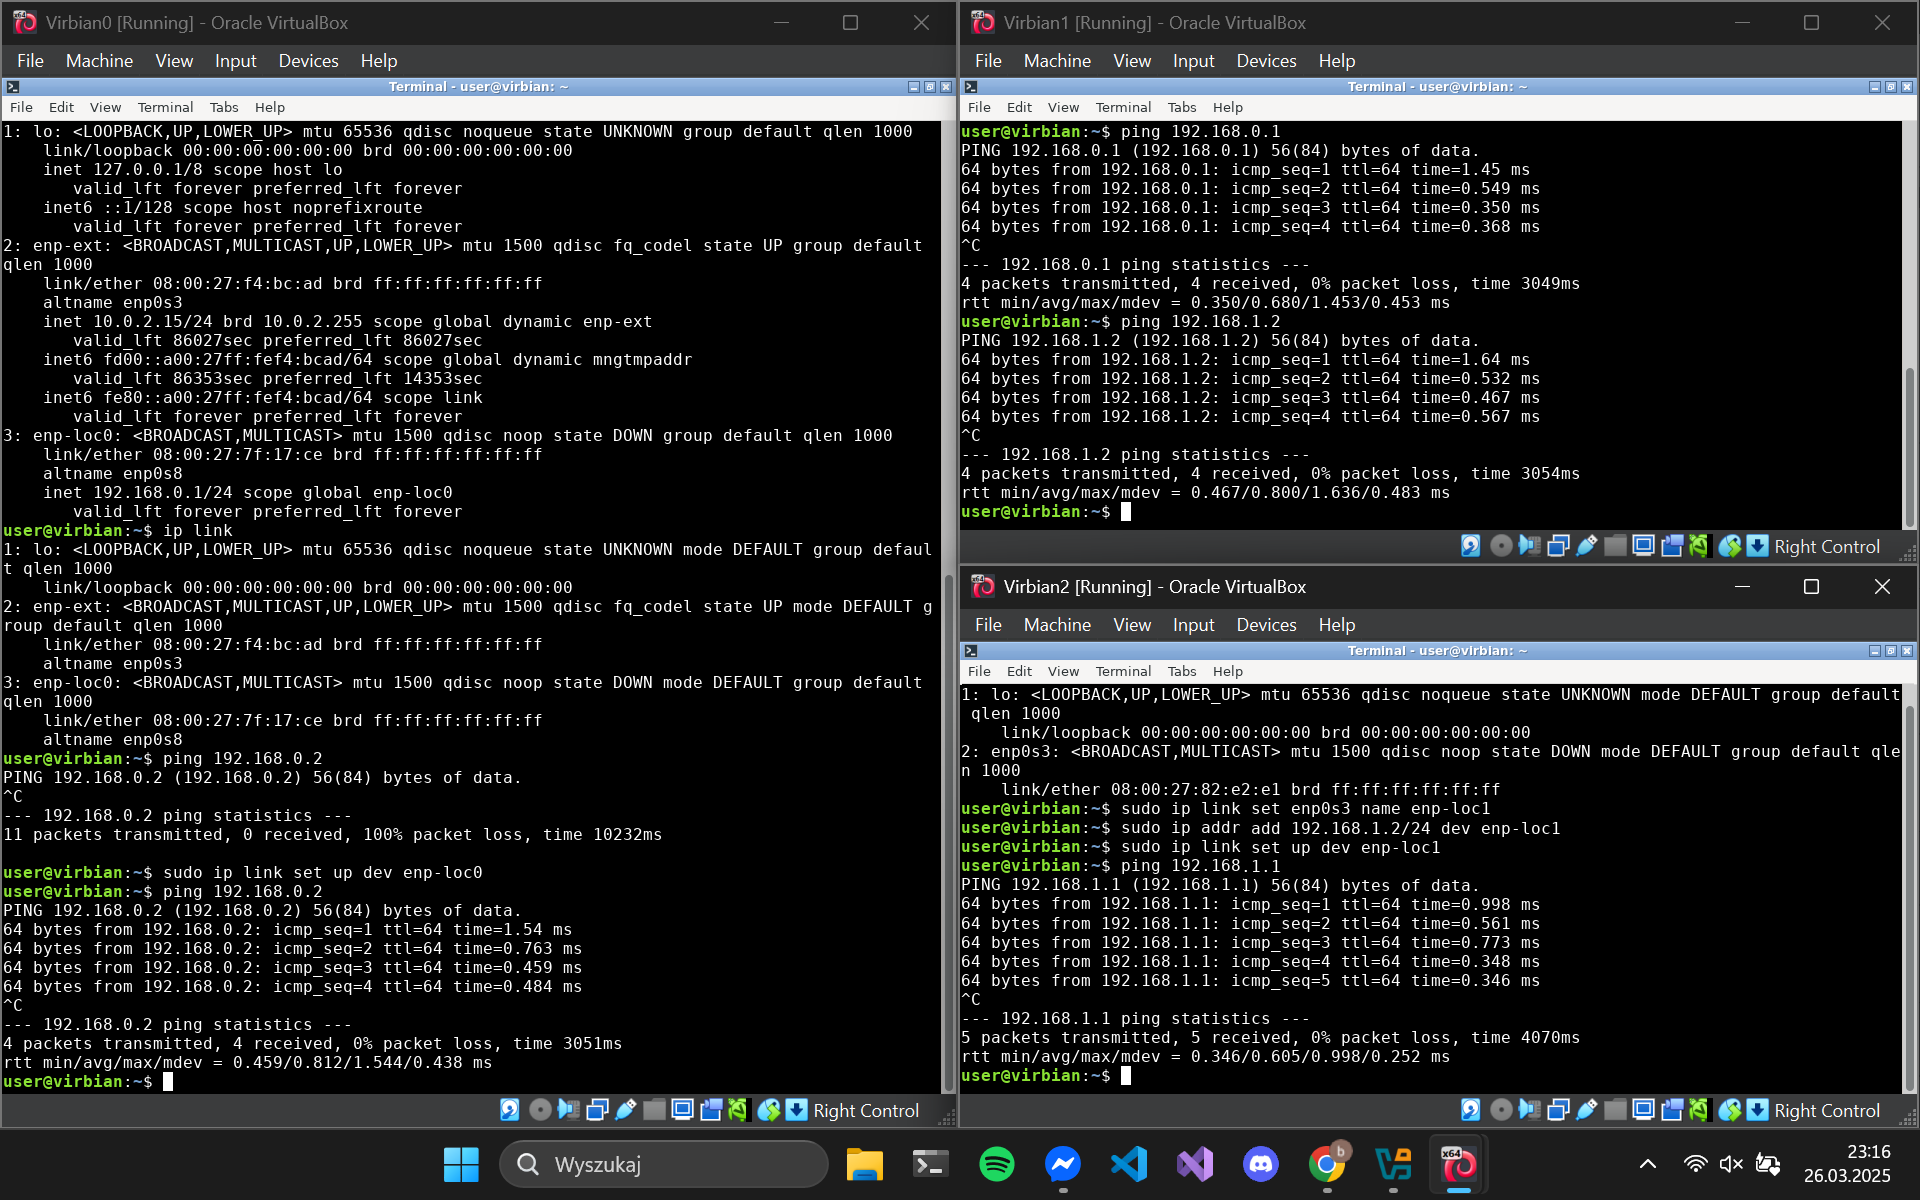 Virbian0 [Running] - Oracle VirtualBox
File Machine View Input Devices Help
Terminal - user@virbian: ~
File Edit View Terminal Tabs Help
1: lo: <LOOPBACK,UP,LOWER_UP> mtu 65536 qdisc noqueue state UNKNOWN group default qlen 1000
    link/loopback 00:00:00:00:00:00 brd 00:00:00:00:00:00
    inet 127.0.0.1/8 scope host lo
       valid_lft forever preferred_lft forever
    inet6 ::1/128 scope host noprefixroute
       valid_lft forever preferred_lft forever
2: enp-ext: <BROADCAST,MULTICAST,UP,LOWER_UP> mtu 1500 qdisc fq_codel state UP group default
qlen 1000
    link/ether 08:00:27:f4:bc:ad brd ff:ff:ff:ff:ff:ff
    altname enp0s3
    inet 10.0.2.15/24 brd 10.0.2.255 scope global dynamic enp-ext
       valid_lft 86027sec preferred_lft 86027sec
    inet6 fd00::a00:27ff:fef4:bcad/64 scope global dynamic mngtmpaddr
       valid_lft 86353sec preferred_lft 14353sec
    inet6 fe80::a00:27ff:fef4:bcad/64 scope link
       valid_lft forever preferred_lft forever
3: enp-loc0: <BROADCAST,MULTICAST> mtu 1500 qdisc noop state DOWN group default qlen 1000
    link/ether 08:00:27:7f:17:ce brd ff:ff:ff:ff:ff:ff
    altname enp0s8
    inet 192.168.0.1/24 scope global enp-loc0
       valid_lft forever preferred_lft forever
user@virbian:~$ ip link
1: lo: <LOOPBACK,UP,LOWER_UP> mtu 65536 qdisc noqueue state UNKNOWN mode DEFAULT group defaul
t qlen 1000
    link/loopback 00:00:00:00:00:00 brd 00:00:00:00:00:00
2: enp-ext: <BROADCAST,MULTICAST,UP,LOWER_UP> mtu 1500 qdisc fq_codel state UP mode DEFAULT g
roup default qlen 1000
    link/ether 08:00:27:f4:bc:ad brd ff:ff:ff:ff:ff:ff
    altname enp0s3
3: enp-loc0: <BROADCAST,MULTICAST> mtu 1500 qdisc noop state DOWN mode DEFAULT group default
qlen 1000
    link/ether 08:00:27:7f:17:ce brd ff:ff:ff:ff:ff:ff
    altname enp0s8
user@virbian:~$ ping 192.168.0.2
PING 192.168.0.2 (192.168.0.2) 56(84) bytes of data.
^C
--- 192.168.0.2 ping statistics ---
11 packets transmitted, 0 received, 100% packet loss, time 10232ms
user@virbian:~$ sudo ip link set up dev enp-loc0
user@virbian:~$ ping 192.168.0.2
PING 192.168.0.2 (192.168.0.2) 56(84) bytes of data.
64 bytes from 192.168.0.2: icmp_seq=1 ttl=64 time=1.54 ms
64 bytes from 192.168.0.2: icmp_seq=2 ttl=64 time=0.763 ms
64 bytes from 192.168.0.2: icmp_seq=3 ttl=64 time=0.459 ms
64 bytes from 192.168.0.2: icmp_seq=4 ttl=64 time=0.484 ms
^C
--- 192.168.0.2 ping statistics ---
4 packets transmitted, 4 received, 0% packet loss, time 3051ms
rtt min/avg/max/mdev = 0.459/0.812/1.544/0.438 ms
user@virbian:~$
Right Control
Virbian1 [Running] - Oracle VirtualBox
File Machine View Input Devices Help
Terminal - user@virbian: ~
File Edit View Terminal Tabs Help
user@virbian:~$ ping 192.168.0.1
PING 192.168.0.1 (192.168.0.1) 56(84) bytes of data.
64 bytes from 192.168.0.1: icmp_seq=1 ttl=64 time=1.45 ms
64 bytes from 192.168.0.1: icmp_seq=2 ttl=64 time=0.549 ms
64 bytes from 192.168.0.1: icmp_seq=3 ttl=64 time=0.350 ms
64 bytes from 192.168.0.1: icmp_seq=4 ttl=64 time=0.368 ms
^C
--- 192.168.0.1 ping statistics ---
4 packets transmitted, 4 received, 0% packet loss, time 3049ms
rtt min/avg/max/mdev = 0.350/0.680/1.453/0.453 ms
user@virbian:~$ ping 192.168.1.2
PING 192.168.1.2 (192.168.1.2) 56(84) bytes of data.
64 bytes from 192.168.1.2: icmp_seq=1 ttl=64 time=1.64 ms
64 bytes from 192.168.1.2: icmp_seq=2 ttl=64 time=0.532 ms
64 bytes from 192.168.1.2: icmp_seq=3 ttl=64 time=0.467 ms
64 bytes from 192.168.1.2: icmp_seq=4 ttl=64 time=0.567 ms
^C
--- 192.168.1.2 ping statistics ---
4 packets transmitted, 4 received, 0% packet loss, time 3054ms
rtt min/avg/max/mdev = 0.467/0.800/1.636/0.483 ms
user@virbian:~$
Right Control
Virbian2 [Running] - Oracle VirtualBox
File Machine View Input Devices Help
Terminal - user@virbian: ~
File Edit View Terminal Tabs Help
1: lo: <LOOPBACK,UP,LOWER_UP> mtu 65536 qdisc noqueue state UNKNOWN mode DEFAULT group default
 qlen 1000
    link/loopback 00:00:00:00:00:00 brd 00:00:00:00:00:00
2: enp0s3: <BROADCAST,MULTICAST> mtu 1500 qdisc noop state DOWN mode DEFAULT group default qle
n 1000
    link/ether 08:00:27:82:e2:e1 brd ff:ff:ff:ff:ff:ff
user@virbian:~$ sudo ip link set enp0s3 name enp-loc1
user@virbian:~$ sudo ip addr add 192.168.1.2/24 dev enp-loc1
user@virbian:~$ sudo ip link set up dev enp-loc1
user@virbian:~$ ping 192.168.1.1
PING 192.168.1.1 (192.168.1.1) 56(84) bytes of data.
64 bytes from 192.168.1.1: icmp_seq=1 ttl=64 time=0.998 ms
64 bytes from 192.168.1.1: icmp_seq=2 ttl=64 time=0.561 ms
64 bytes from 192.168.1.1: icmp_seq=3 ttl=64 time=0.773 ms
64 bytes from 192.168.1.1: icmp_seq=4 ttl=64 time=0.348 ms
64 bytes from 192.168.1.1: icmp_seq=5 ttl=64 time=0.346 ms
^C
--- 192.168.1.1 ping statistics ---
5 packets transmitted, 5 received, 0% packet loss, time 4070ms
rtt min/avg/max/mdev = 0.346/0.605/0.998/0.252 ms
user@virbian:~$
Right Control
Wyszukaj
b
x64
23:16
26.03.2025